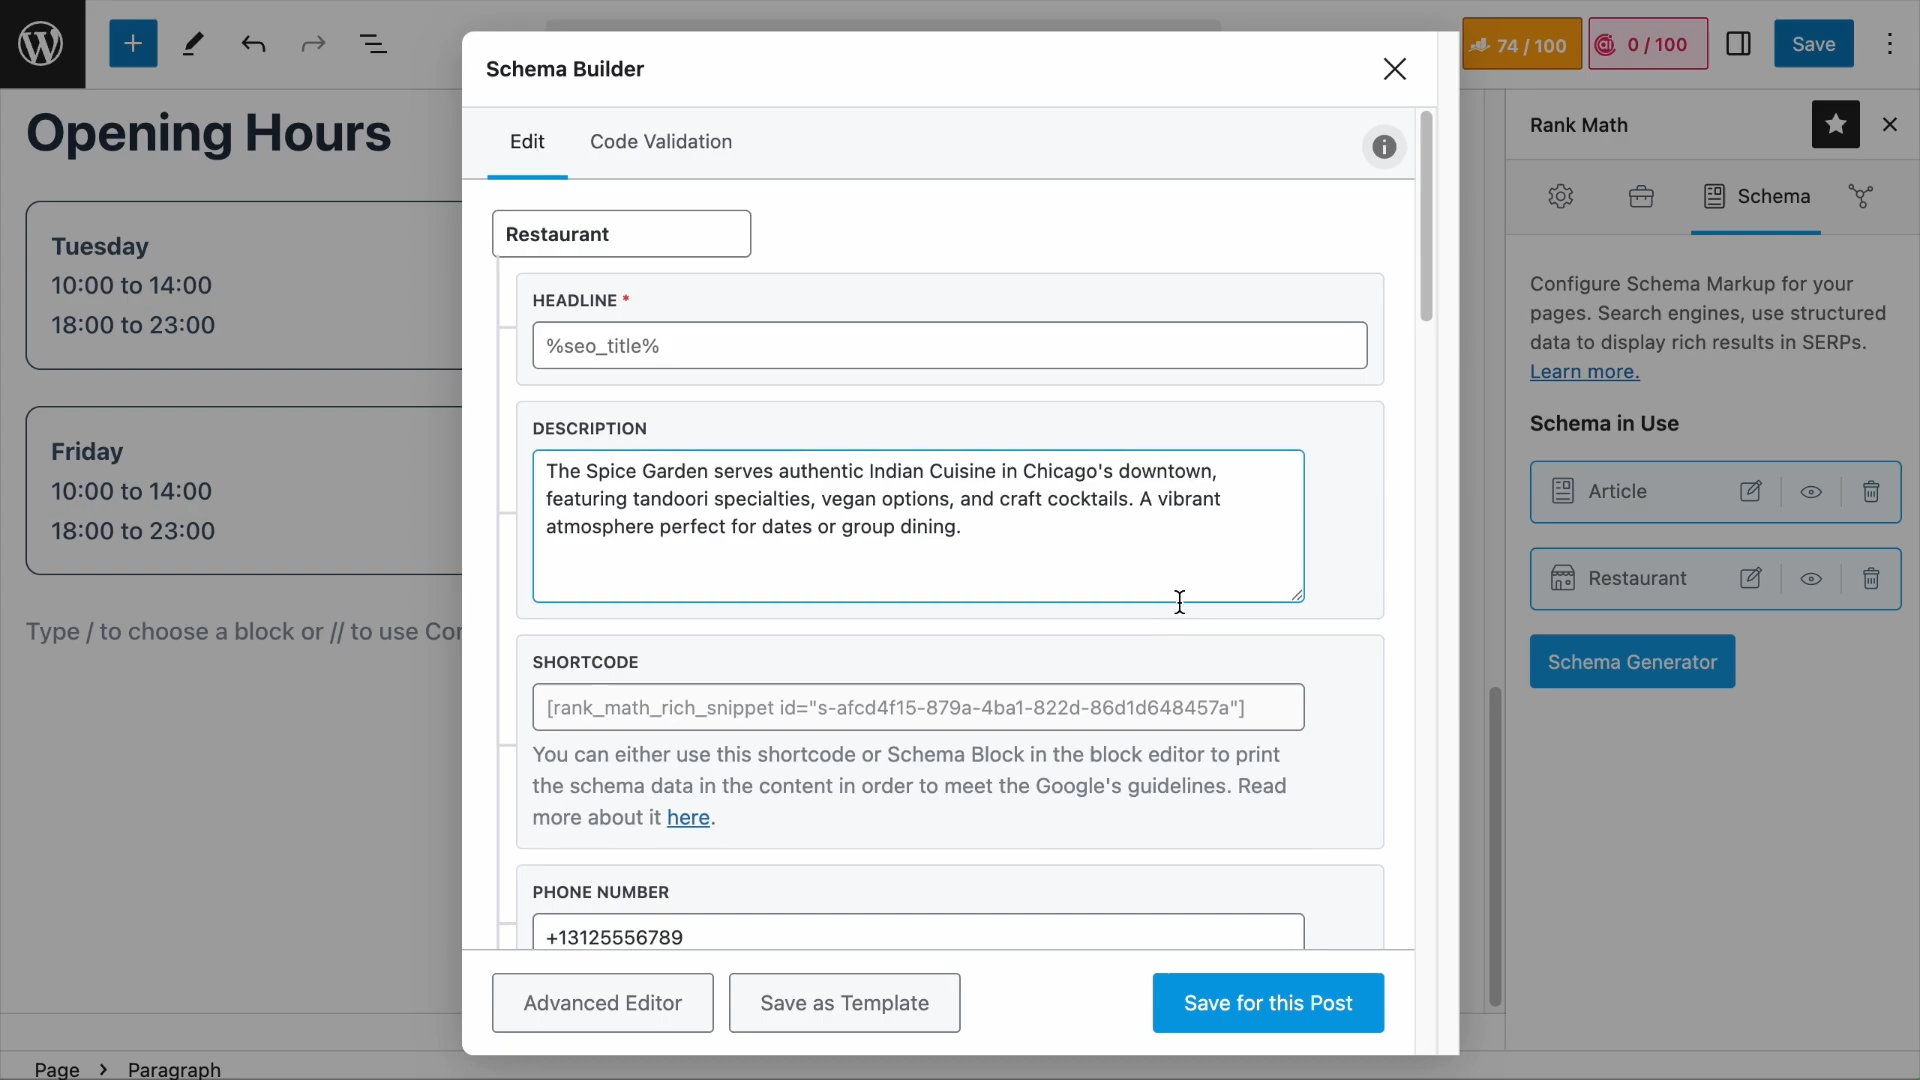 74 / 100
0 / 100
Save
Opening Hours
Tuesday
10:00 to 14:00
18:00 to 23:00
Friday
10:00 to 14:00
18:00 to 23:00
Type / to choose a block or // to use Cor
Page > Paragraph
Schema Builder
Edit
Code Validation
Restaurant
HEADLINE *
%seo_title%
DESCRIPTION
The Spice Garden serves authentic Indian Cuisine in Chicago's downtown,
featuring tandoori specialties, vegan options, and craft cocktails. A vibrant
atmosphere perfect for dates or group dining.
SHORTCODE
[rank_math_rich_snippet id="s-afcd4f15-879a-4ba1-822d-86d1d648457a"]
You can either use this shortcode or Schema Block in the block editor to print
the schema data in the content in order to meet the Google's guidelines. Read
more about it here.
PHONE NUMBER
+13125556789
Advanced Editor
Save as Template
Save for this Post
Rank Math
Schema
Configure Schema Markup for your
pages. Search engines, use structured
data to display rich results in SERPs.
Learn more.
Schema in Use
Article
Restaurant
Schema Generator